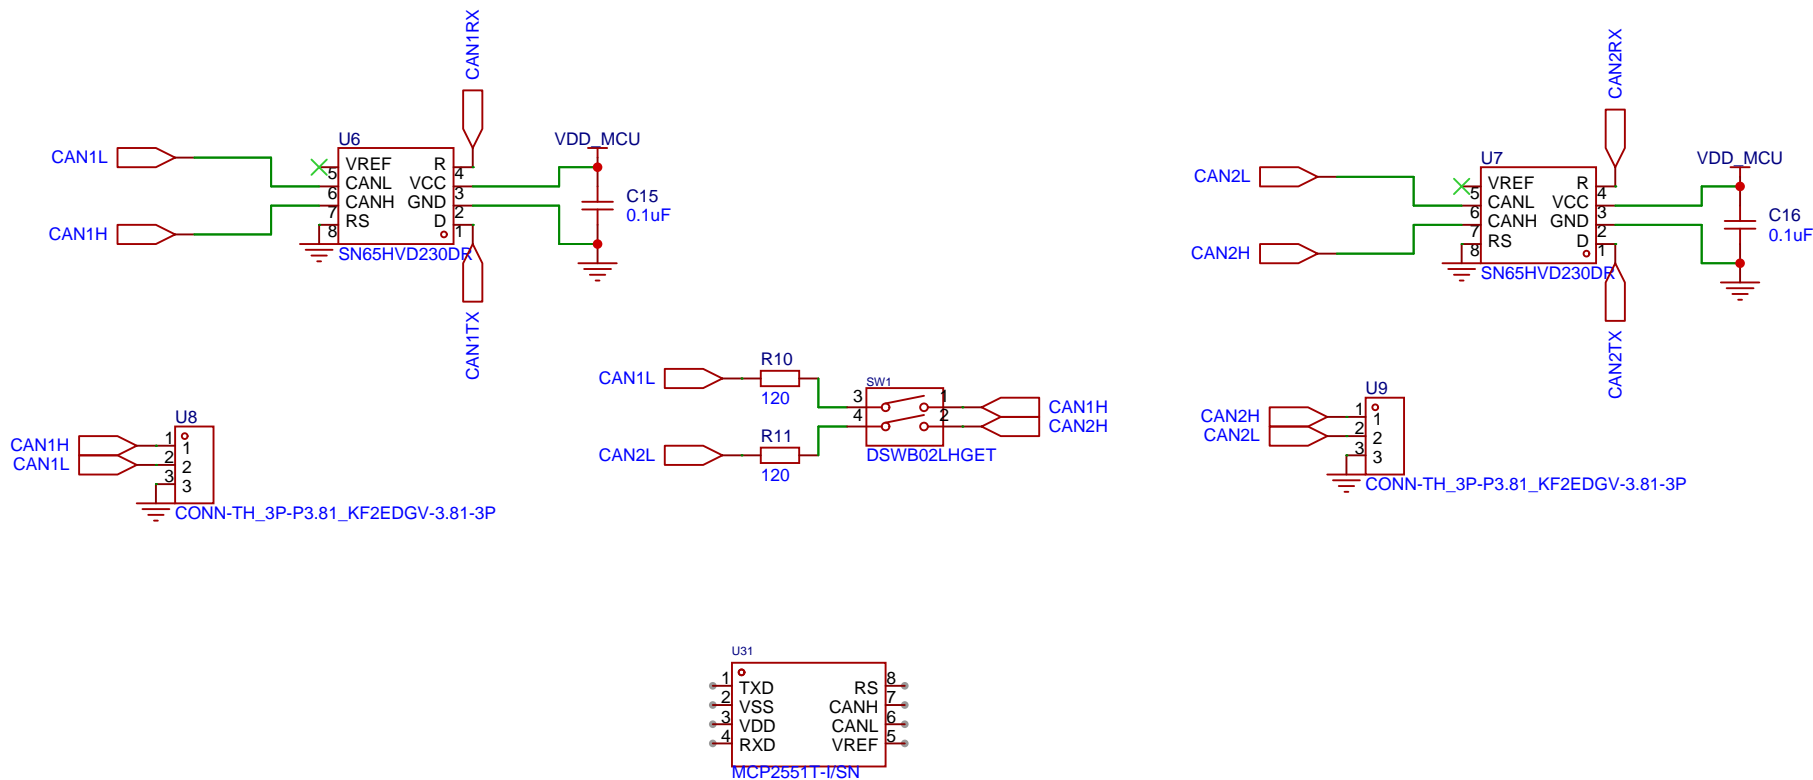 CAN1RX
CAN1L
CAN1H
U6
VREF
CANL
CANH
RS
R
VCC
GND
D
5
6
7
8
4
3
2
1
SN65HVD230DR
CAN1TX
VDD_MCU
C15
0.1uF
CAN2RX
CAN2L
CAN2H
U7
VREF
CANL
CANH
RS
R
VCC
GND
D
5
6
7
8
4
3
2
1
SN65HVD230DR
CAN2TX
VDD_MCU
C16
0.1uF
U8
CAN1H
CAN1L
1
2
3
1
2
3
CONN-TH_3P-P3.81_KF2EDGV-3.81-3P
CAN1L
R10
120
CAN2L
R11
120
SW1
3
4
1
2
DSWB02LHGET
CAN1H
CAN2H
U9
CAN2H
CAN2L
1
2
3
1
2
3
CONN-TH_3P-P3.81_KF2EDGV-3.81-3P
U31
1 TXD RS 8
2 VSS CANH 7
3 VDD CANL 6
4 RXD VREF 5
MCP2551T-I/SN